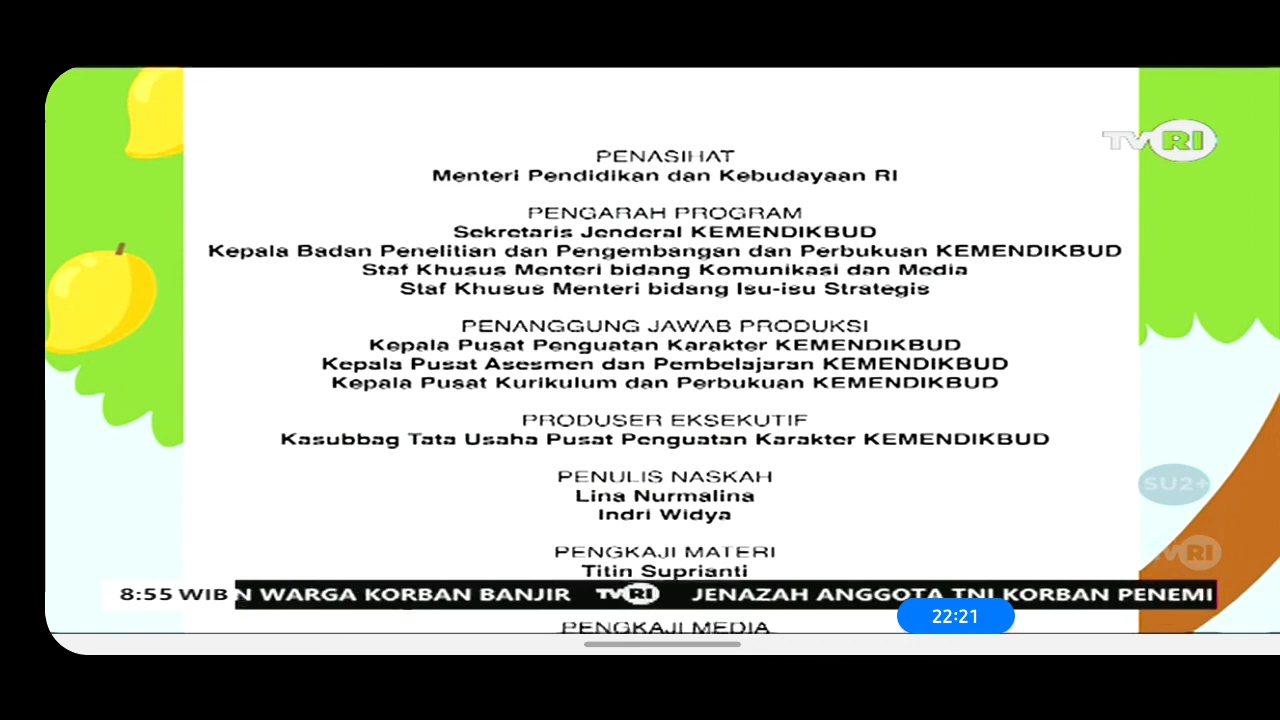 TVRI
PENASIHAT
Menteri Pendidikan dan Kebudayaan RI
PENGARAH PROGRAM
Sekretaris Jenderal KEMENDIKBUD
Kepala Badan Penelitian dan Pengembangan dan Perbukuan KEMENDIKBUD
Staf Khusus Menteri bidang Komunikasi dan Media
Staf Khusus Menteri bidang Isu-isu Strategis
PENANGGUNG JAWAB PRODUKSI
Kepala Pusat Penguatan Karakter KEMENDIKBUD
Kepala Pusat Asesmen dan Pembelajaran KEMENDIKBUD
Kepala Pusat Kurikulum dan Perbukuan KEMENDIKBUD
PRODUSER EKSEKUTIF
Kasubbag Tata Usaha Pusat Penguatan Karakter KEMENDIKBUD
PENULIS NASKAH
Lina Nurmalina
SU2+
Indri Widya
PENGKAJI MATERI
TVRI
Titin Suprianti
8:55 WIB N WARGA KORBAN BANJIR TVRI JENAZAH ANGGOTA TNI KORBAN PENEMI
22:21
PENGKAJI MEDIA